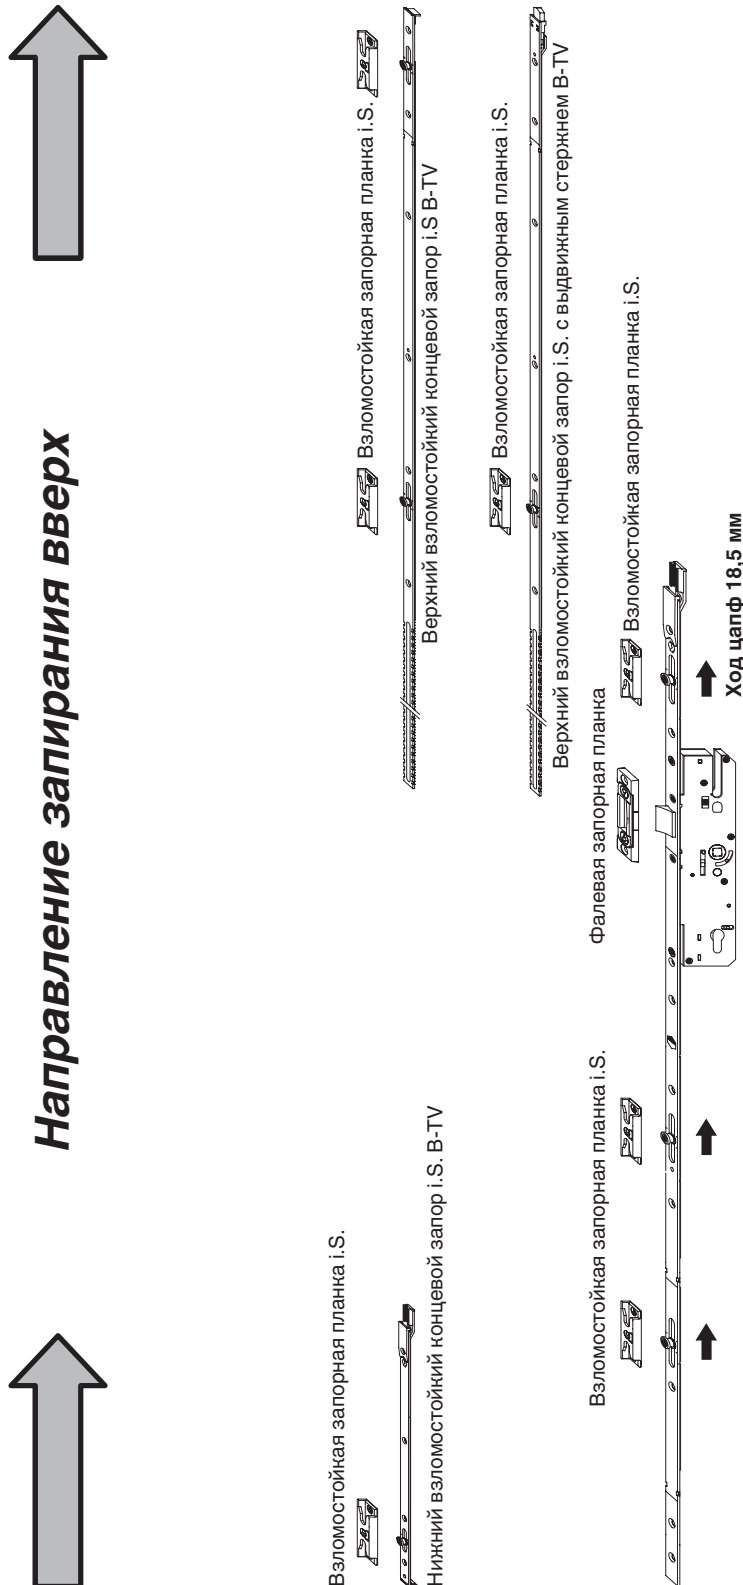 Направление запирания вверх
Взломостойкая запорная планка i.S.
Нижний взломостойкий концевой запор i.S. B-TV
Взломостойкая запорная планка i.S.
Верхний взломостойкий концевой запор i.S B-TV
Взломостойкая запорная планка i.S.
Верхний взломостойкий концевой запор i.S. с выдвижным стержнем B-TV
Взломостойкая запорная планка i.S.
Фалевая запорная планка
Взломостойкая запорная планка i.S.
Ход цапф 18,5 мм